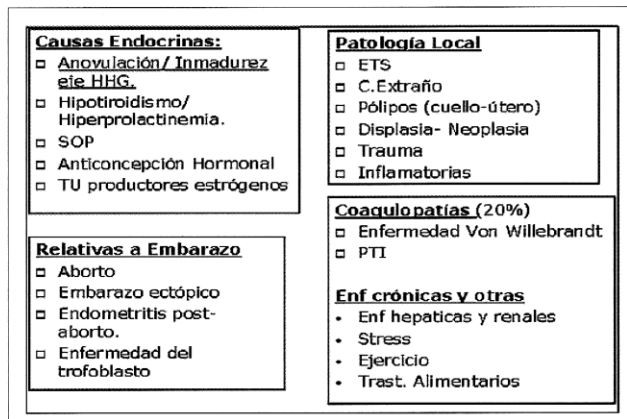 Causas Endocrinas:
□ Anovulación/ Inmadurez
eje HHG.
□ Hipotiroidismo/
Hiperprolactinemia.
□ SOP
□ Anticoncepción Hormonal
□ TU productores estrógenos
Relativas a Embarazo
□ Aborto
□ Embarazo ectópico
□ Endometritis post-
aborto.
□ Enfermedad del
trofoblasto
Patología Local
□ ETS
□ C.Extraño
□ Pólipos (cuello-útero)
□ Displasia- Neoplasia
□ Trauma
□ Inflamatorias
Coagulopatías (20%)
□ Enfermedad Von Willebrandt
□ PTI
Enf crónicas y otras
• Enf hepaticas y renales
• Stress
• Ejercicio
• Trast. Alimentarios